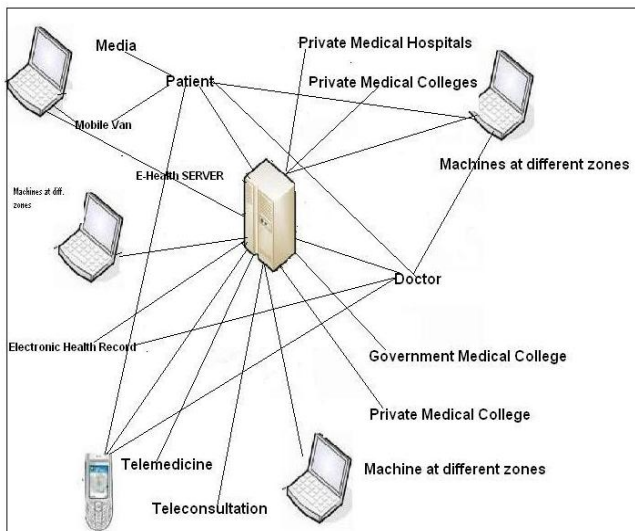 Media
Private Medical Hospitals
Patient
Private Medical Colleges
Mobile Van
Machines at different zones
E-Health SERVER
Machines at diff.
zones
Doctor
Electronic Health Record
Government Medical College
Private Medical College
Telemedicine
Machine at different zones
Teleconsultation